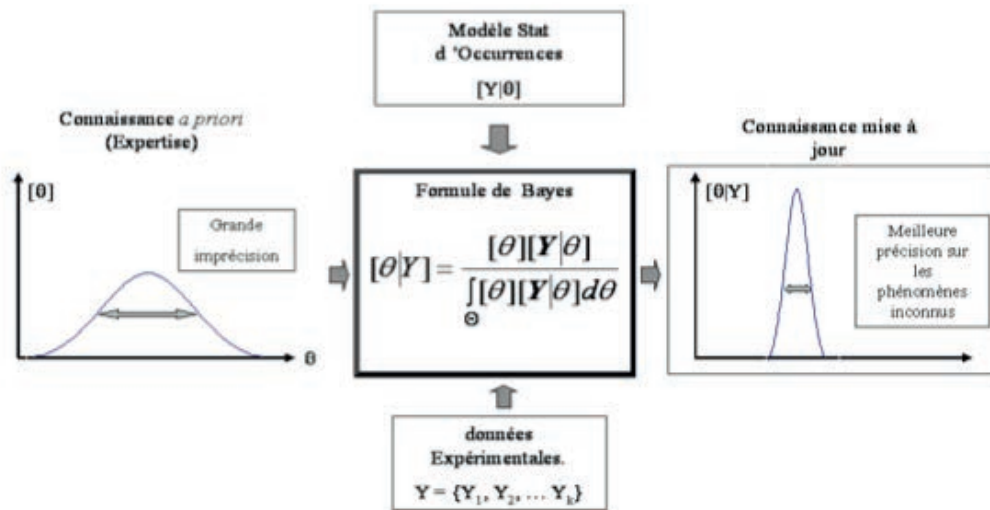 Modèle Stat
d 'Occurrences
[Y|θ]
Connaissance a priori
(Expertise)
[θ]
Grande
imprécision
θ
Formule de Bayes
[θ|Y] = [θ][Y|θ] / ∫[θ][Y|θ]dθ
Θ
Connaissance mise à
jour
[θ|Y]
Meilleure
précision sur
les
phénomènes
inconnus
données
Expérimentales.
Y = {Y₁, Y₂, ... Yₖ}